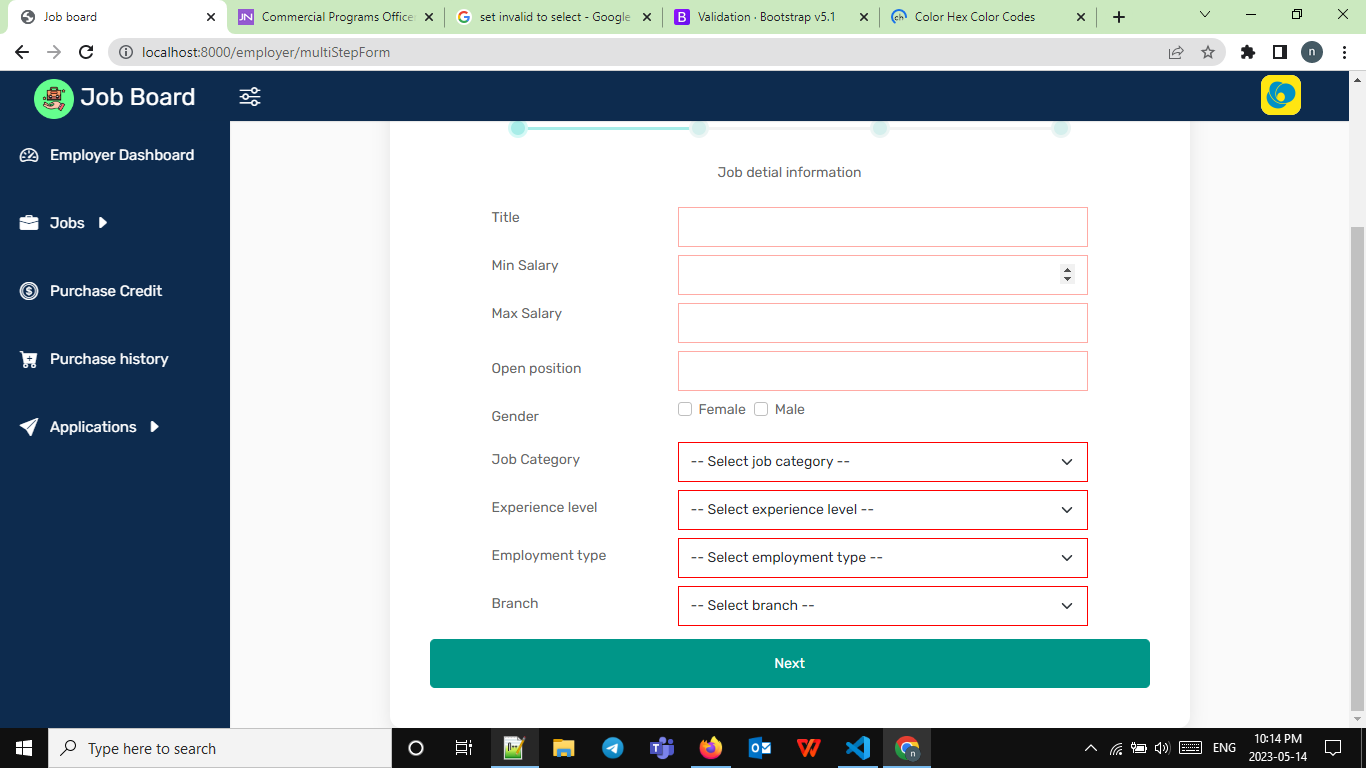 Job board
Commercial Programs Office
set invalid to select - Google
Validation · Bootstrap v5.1
Color Hex Color Codes
localhost:8000/employer/multiStepForm
n
Job Board
Employer Dashboard
Jobs
Purchase Credit
Purchase history
Applications
Job detial information
Title
Min Salary
Max Salary
Open position
Gender
Female
Male
Job Category
-- Select job category --
Experience level
-- Select experience level --
Employment type
-- Select employment type --
Branch
-- Select branch --
Next
Type here to search
ENG
10:14 PM
2023-05-14